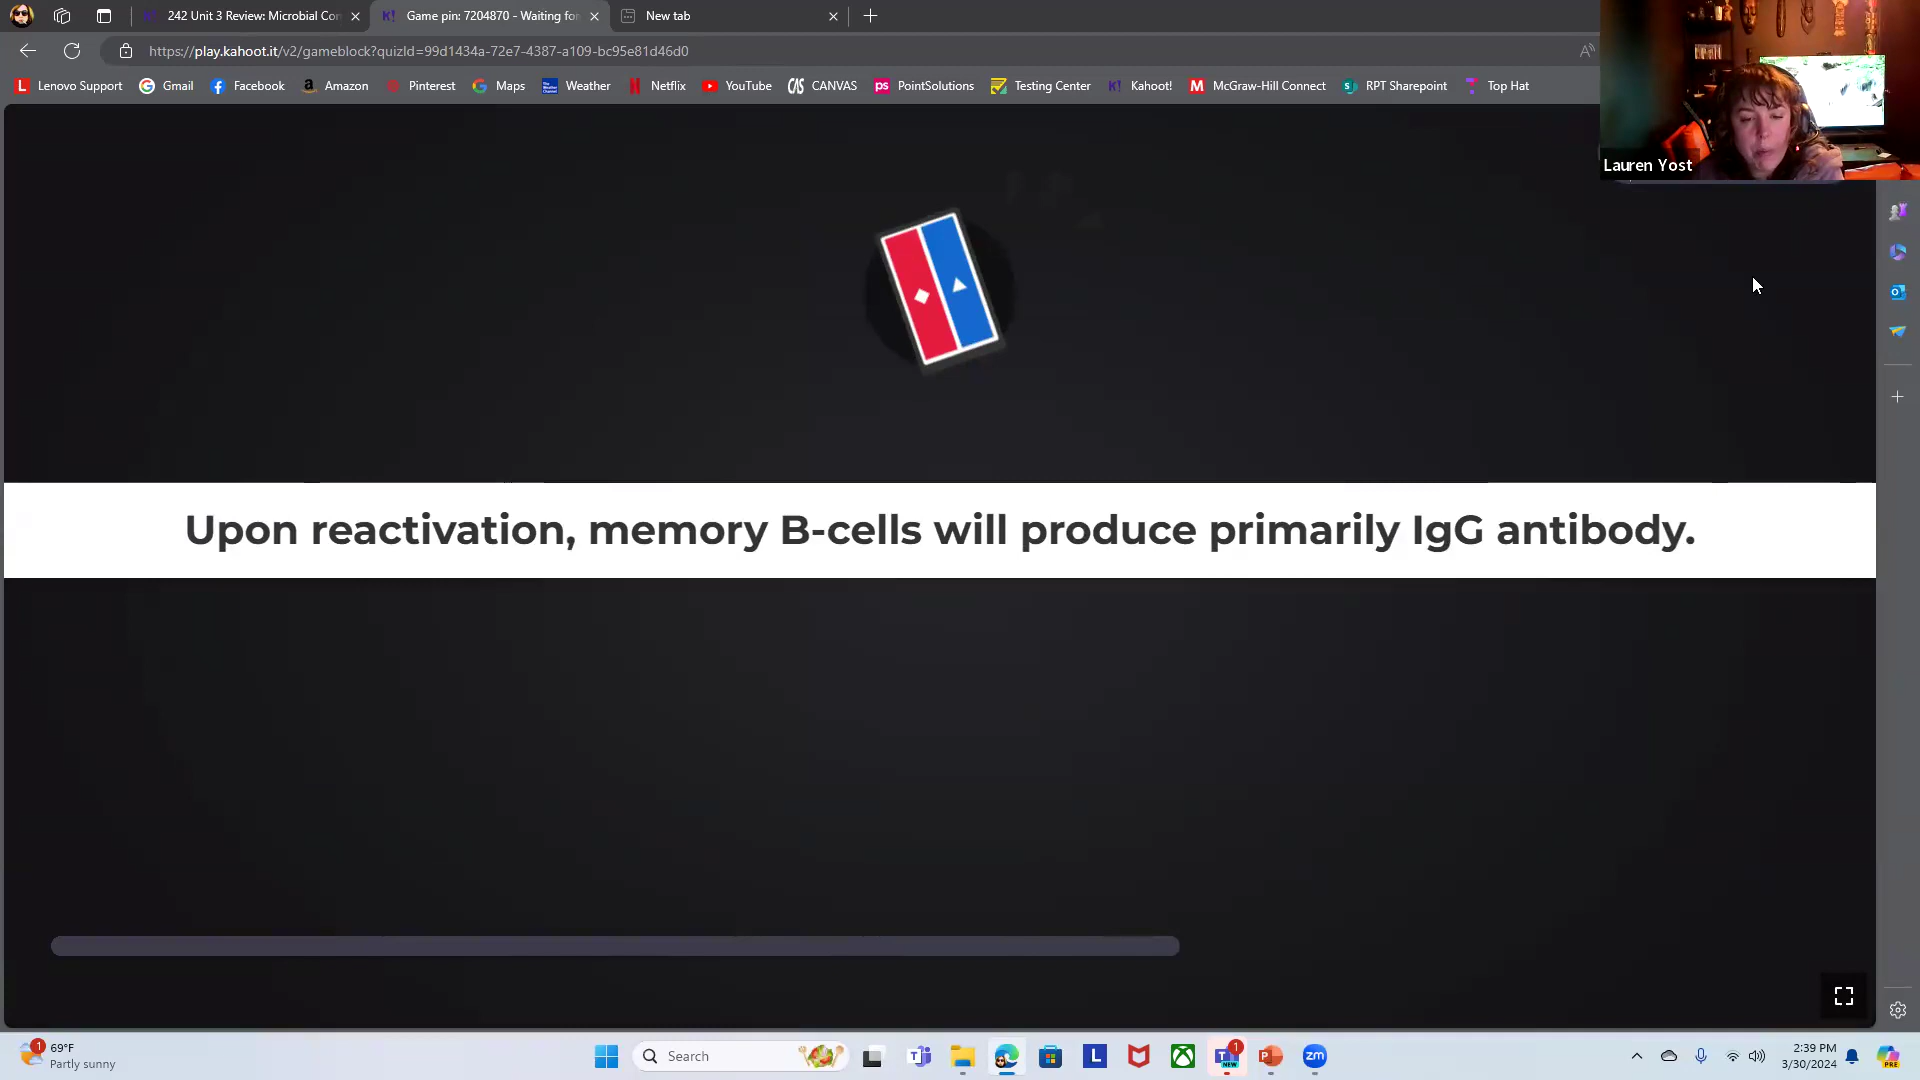 242 Unit 3 Review: Microbial Con
Game pin: 7204870 - Waiting fo
New tab
https://play.kahoot.it/v2/gameblock?quizId=99d1434a-72e7-4387-a109-bc95e81d46d0
Lenovo Support
Gmail
Facebook
Amazon
Pinterest
Maps
Weather
Netflix
YouTube
CANVAS
PointSolutions
Testing Center
Kahoot!
McGraw-Hill Connect
RPT Sharepoint
Top Hat
Lauren Yost
Upon reactivation, memory B-cells will produce primarily IgG antibody.
69°F
Partly sunny
Search
2:39 PM
3/30/2024